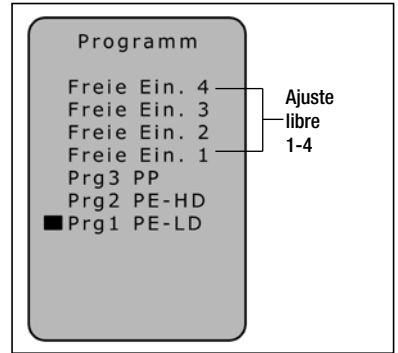 Programm
Freie Ein. 4
Freie Ein. 3
Freie Ein. 2
Freie Ein. 1
Prg3 PP
Prg2 PE-HD
Prg1 PE-LD
Ajuste
libre
1-4